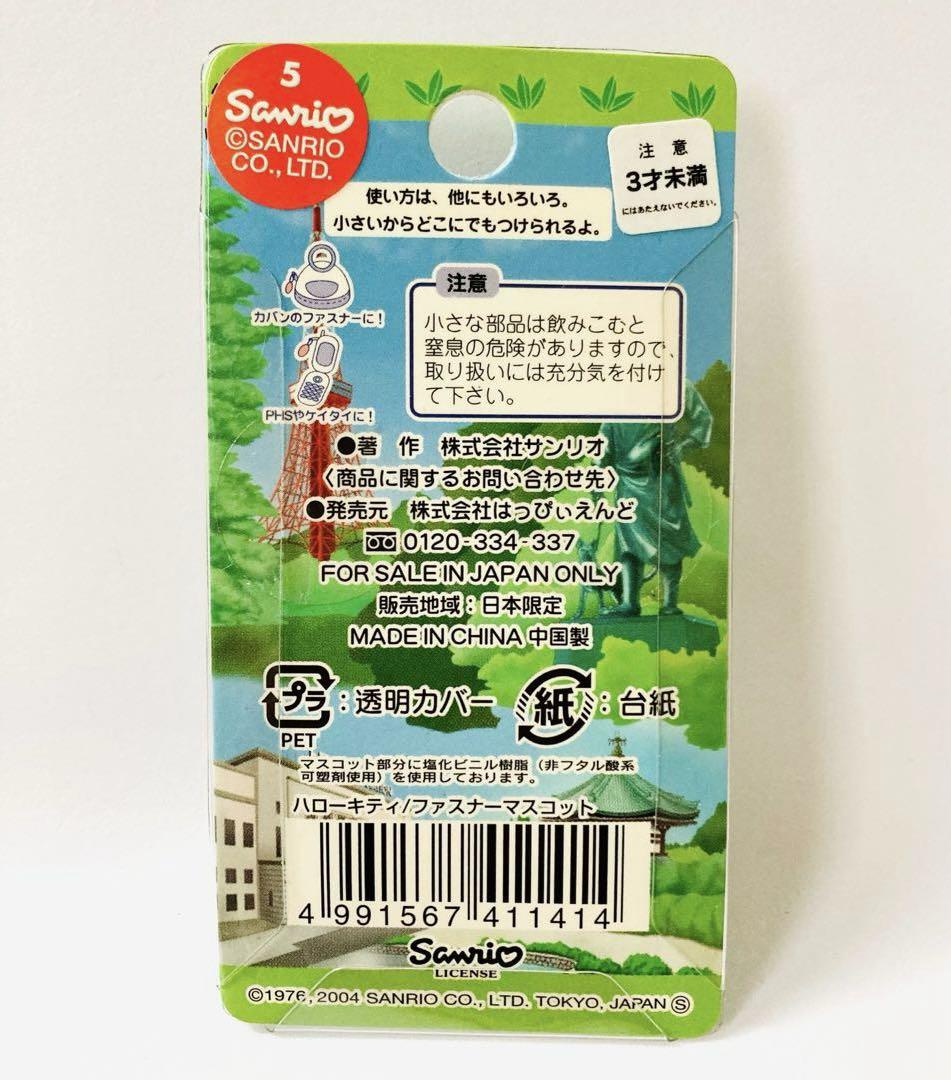 5
Sanrio
©SANRIO
CO., LTD.
注 意
3才未満
にはあたえないでください。
使い方は、他にもいろいろ。
小さいからどこにでもつけられるよ。
カバンのファスナーに！
PHSやケイタイに！
注意
小さな部品は飲みこむと
窒息の危険がありますので、
取り扱いには充分気を付け
て下さい。
●著 作 株式会社サンリオ
〈商品に関するお問い合わせ先〉
●発売元 株式会社はっぴぃえんど
0120-334-337
FOR SALE IN JAPAN ONLY
販売地域：日本限定
MADE IN CHINA 中国製
プラ：透明カバー 紙：台紙
PET
マスコット部分に塩化ビニル樹脂（非フタル酸系
可塑剤使用）を使用しております。
ハローキティ/ファスナーマスコット
4 991567 411414
Sanrio
LICENSE
©1976, 2004 SANRIO CO., LTD. TOKYO, JAPAN Ⓢ